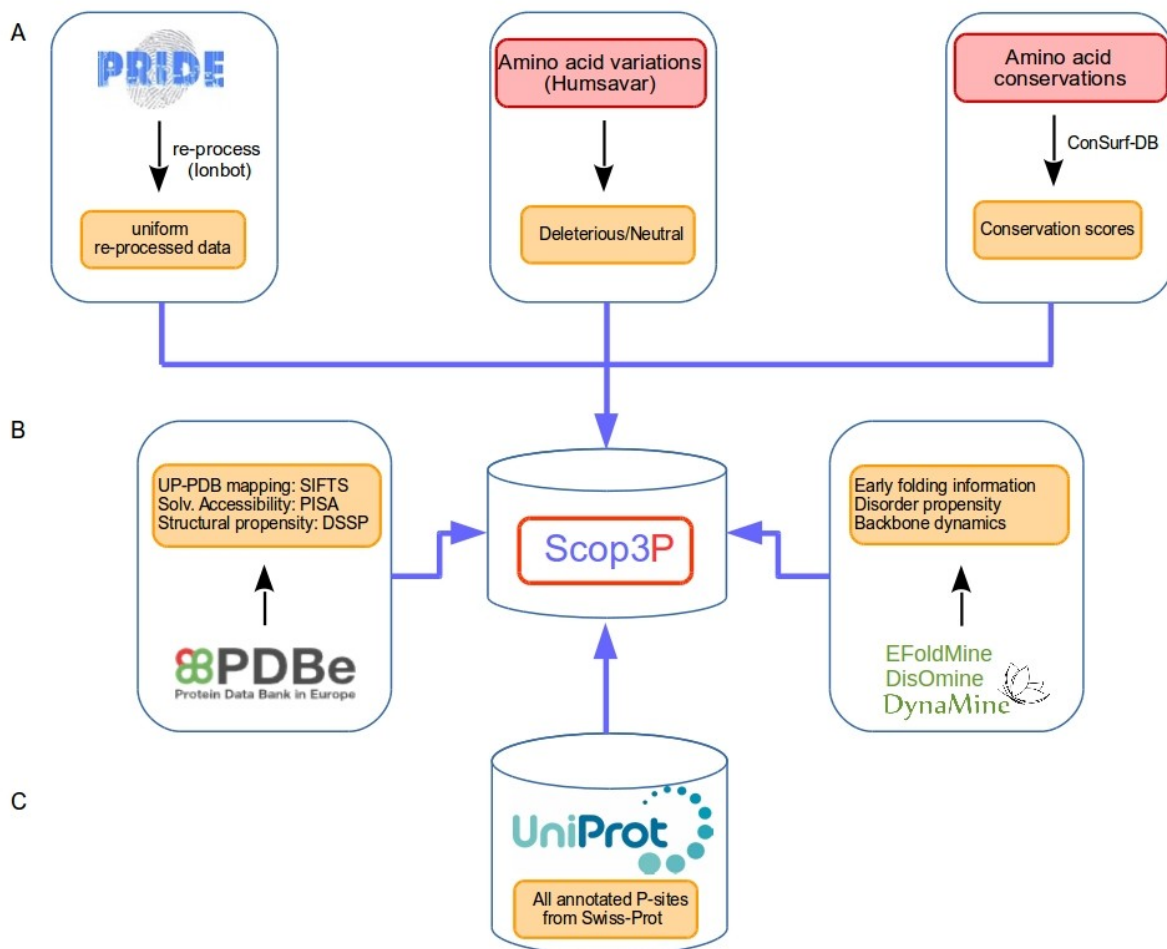 A
PRIDE
re-process
(Ionbot)
uniform
re-processed data
Amino acid variations
(Humsavar)
Deleterious/Neutral
Amino acid
conservations
ConSurf-DB
Conservation scores
B
UP-PDB mapping: SIFTS
Solv. Accessibility: PISA
Structural propensity: DSSP
PDBe
Protein Data Bank in Europe
Scop3P
Early folding information
Disorder propensity
Backbone dynamics
EFoldMine
DisOmine
DynaMine
C
UniProt
All annotated P-sites
from Swiss-Prot